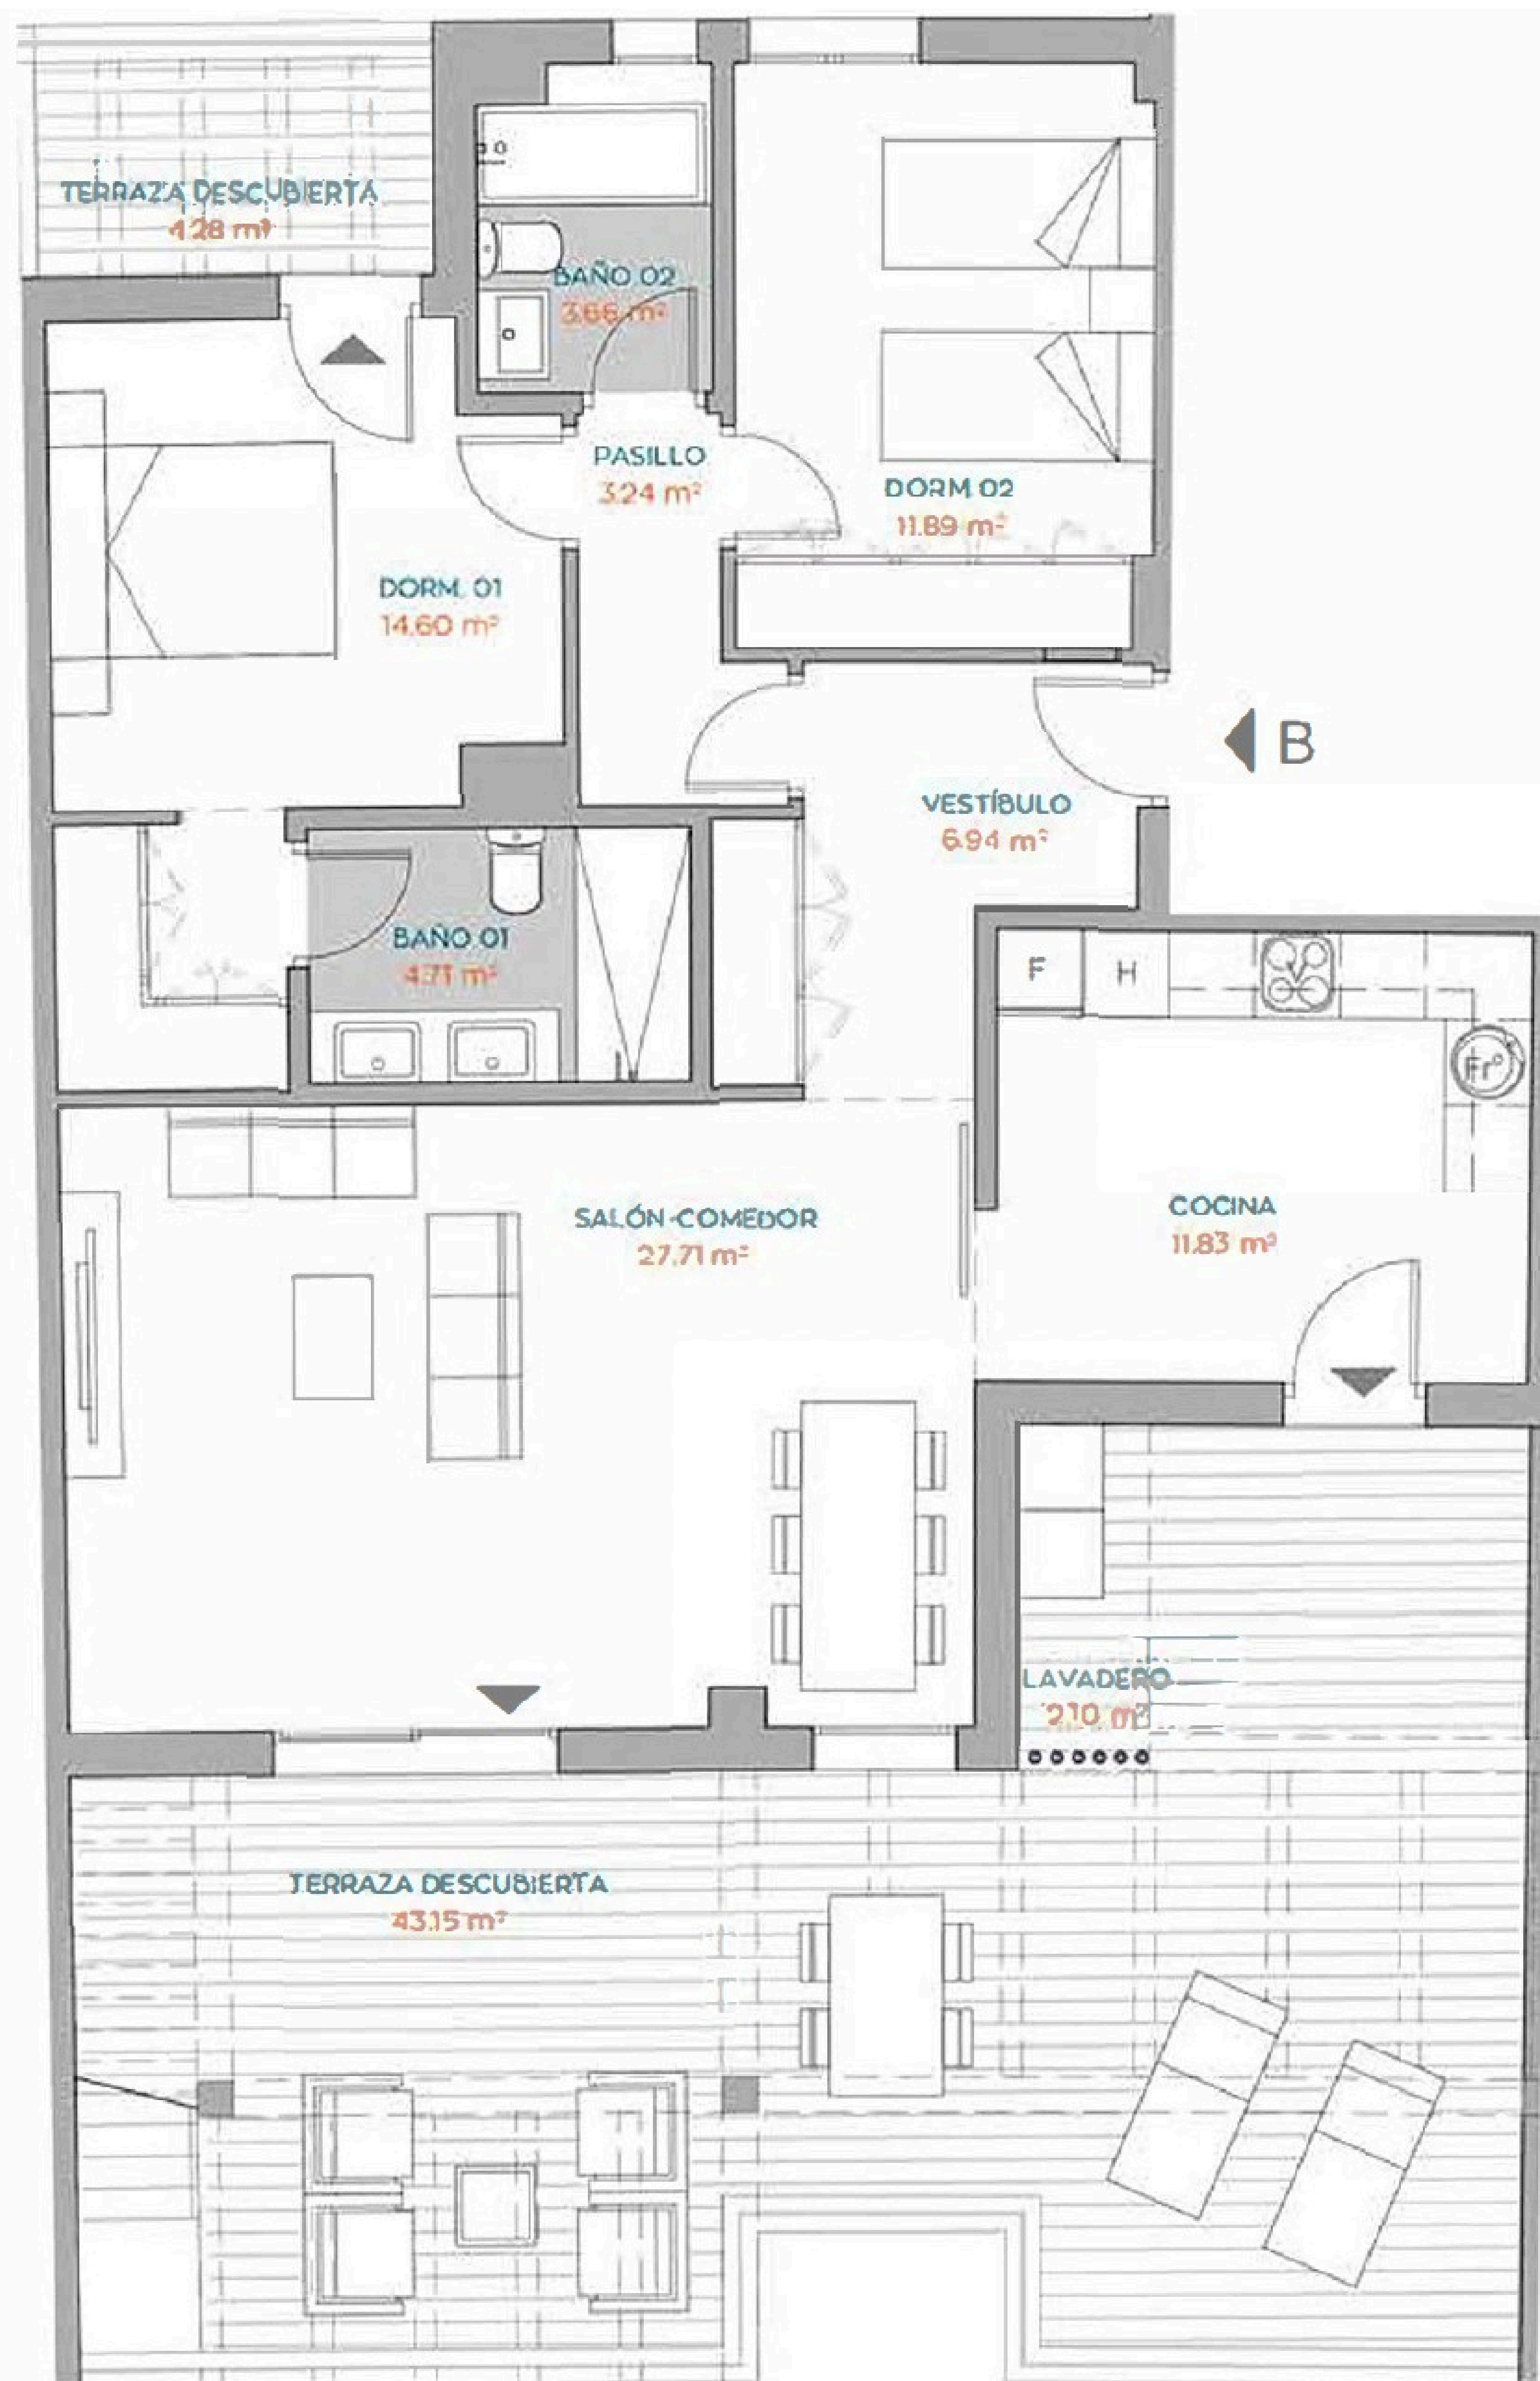 TERRAZA DESCUBIERTA
4.28 m²
BAÑO 02
3.66 m²
PASILLO
3.24 m²
DORM. 02
11.89 m²
DORM. 01
14.60 m²
B
VESTÍBULO
6.94 m²
BAÑO 01
4.71 m²
F
H
Frº
SALÓN-COMEDOR
27.71 m²
COCINA
11.83 m²
LAVADERO
2.10 m²
TERRAZA DESCUBIERTA
43.15 m²